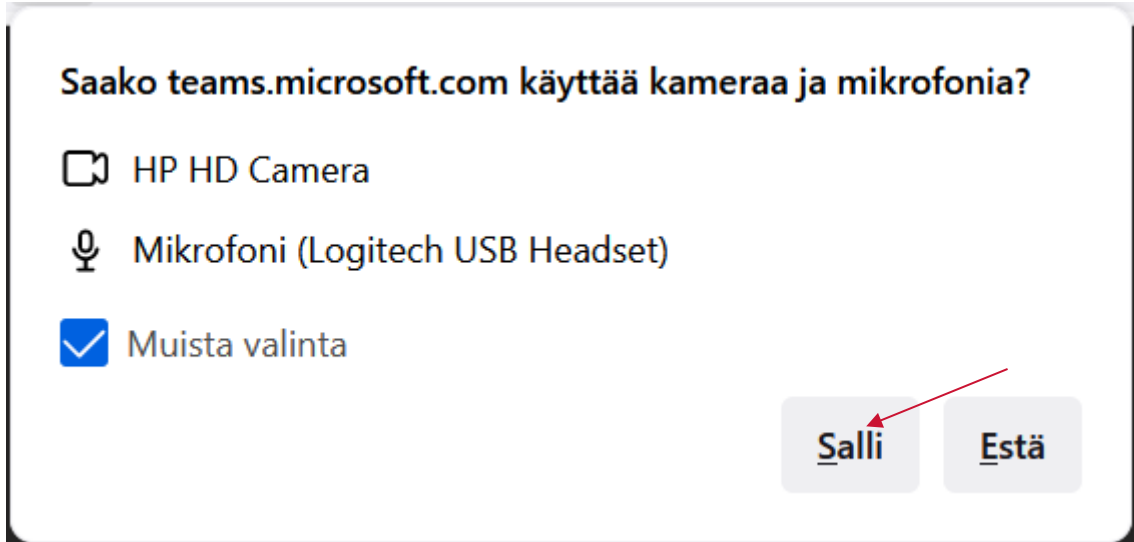 Saako teams.microsoft.com käyttää kameraa ja mikrofonia?
HP HD Camera
Mikrofoni (Logitech USB Headset)
Muista valinta
Salli Estä